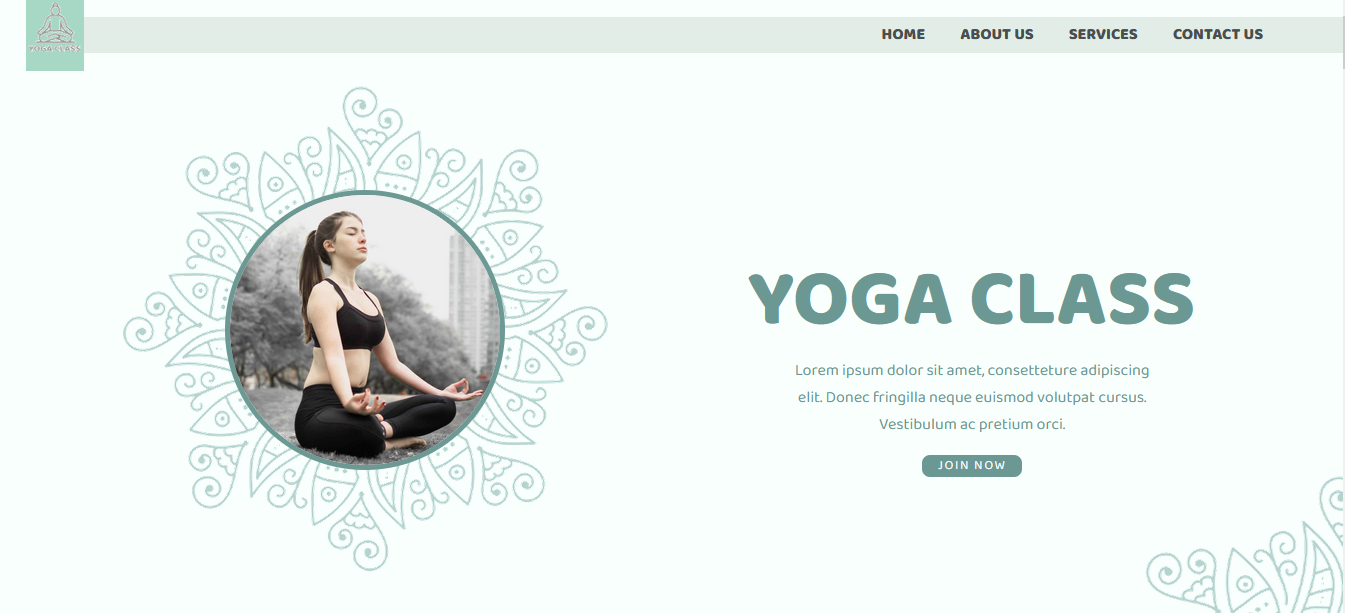 YOGA CLASS
HOME ABOUT US SERVICES CONTACT US
YOGA CLASS
Lorem ipsum dolor sit amet, consetteture adipiscing
elit. Donec fringilla neque euismod volutpat cursus.
Vestibulum ac pretium orci.
JOIN NOW